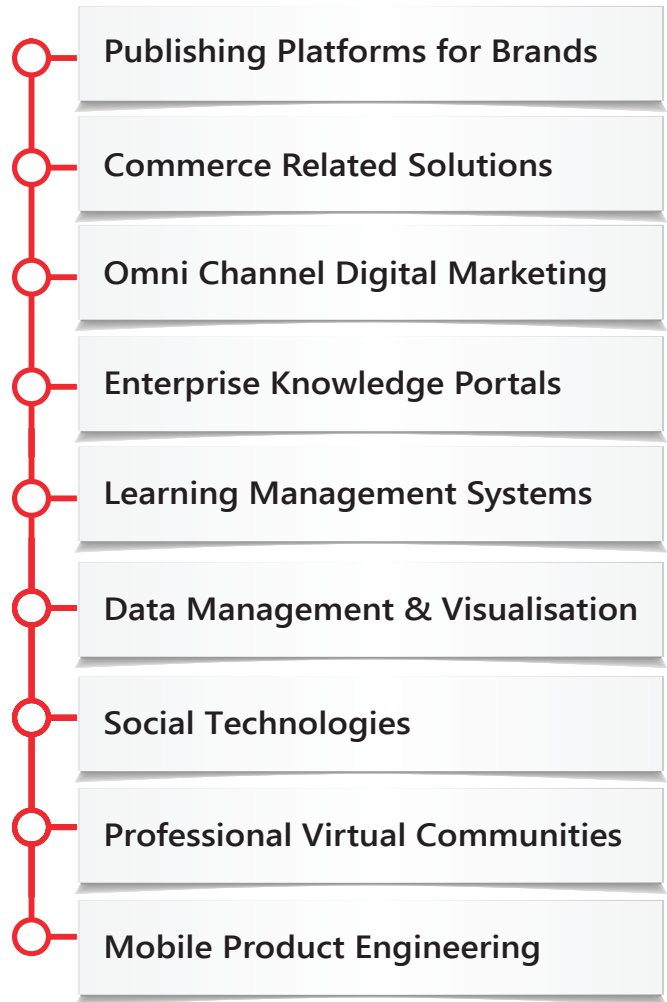 Publishing Platforms for Brands
Commerce Related Solutions
Omni Channel Digital Marketing
Enterprise Knowledge Portals
Learning Management Systems
Data Management & Visualisation
Social Technologies
Professional Virtual Communities
Mobile Product Engineering